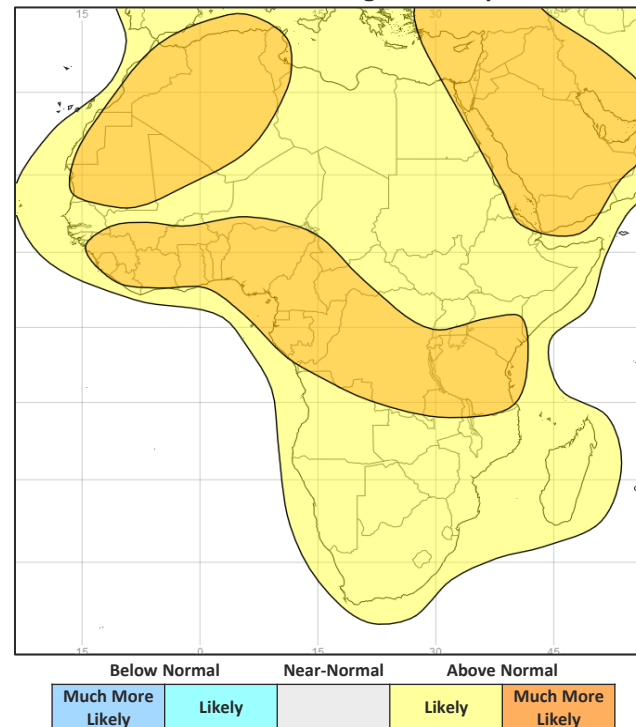 15 45
15 0 15 30 45
Below Normal Near-Normal Above Normal
Much More Likely Likely Much More
Likely Likely